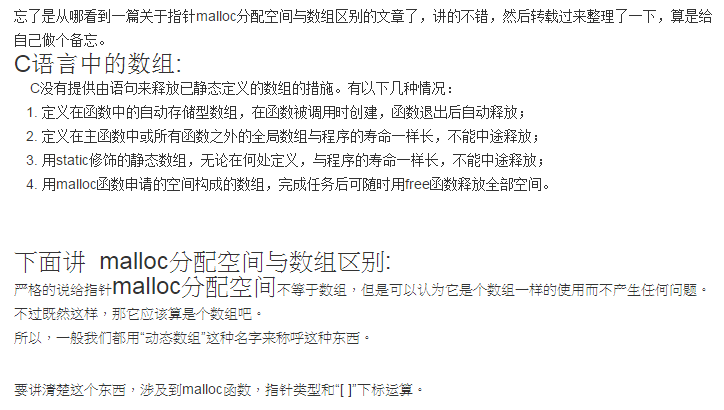 忘了是从哪看到一篇关于指针malloc分配空间与数组区别的文章了，讲的不错，然后转载过来整理了一下，算是给
自己做个备忘。
C语言中的数组:
C没有提供由语句来释放已静态定义的数组的措施。有以下几种情况：
1. 定义在函数中的自动存储型数组，在函数被调用时创建，函数退出后自动释放；
2. 定义在主函数中或所有函数之外的全局数组与程序的寿命一样长，不能中途释放；
3. 用static修饰的静态数组，无论在何处定义，与程序的寿命一样长，不能中途释放；
4. 用malloc函数申请的空间构成的数组，完成任务后可随时用free函数释放全部空间。
下面讲 malloc分配空间与数组区别:
严格的说给指针malloc分配空间不等于数组，但是可以认为它是个数组一样的使用而不产生任何问题。
不过既然这样，那它应该算是个数组吧。
所以，一般我们都用“动态数组”这种名字来称呼这种东西。
要讲清楚这个东西，涉及到malloc函数，指针类型和“[ ]”下标运算。